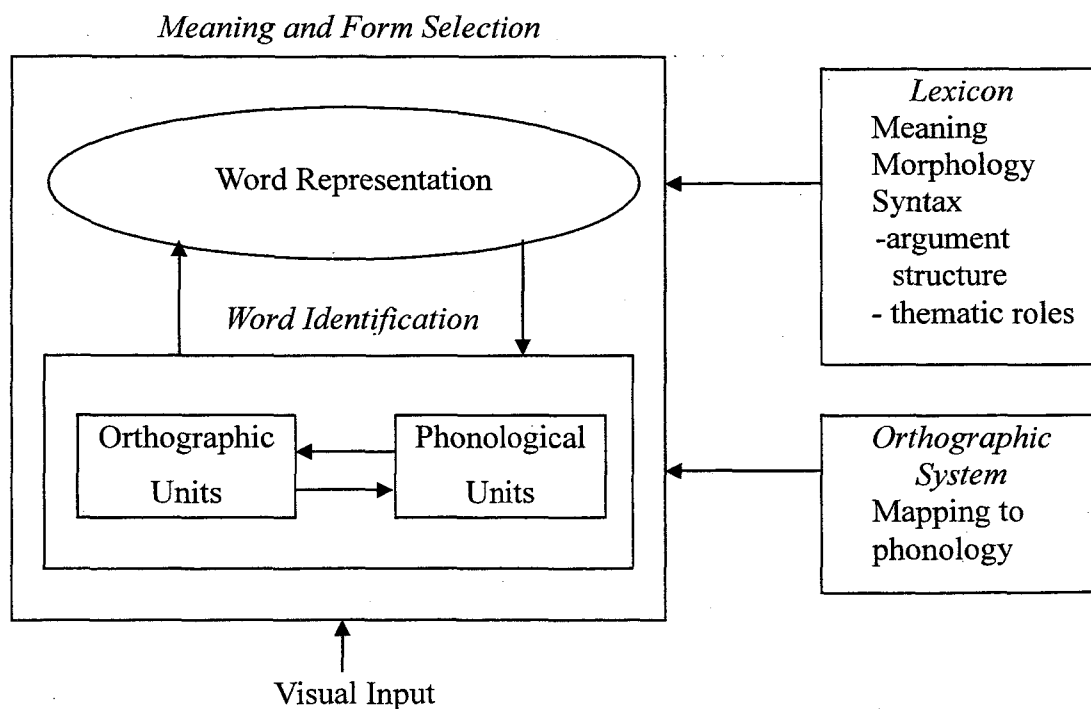 Meaning and Form Selection
Word Representation
Word Identification
Orthographic
Units
Phonological
Units
Visual Input
Lexicon
Meaning
Morphology
Syntax
-argument
structure
- thematic roles
Orthographic
System
Mapping to
phonology